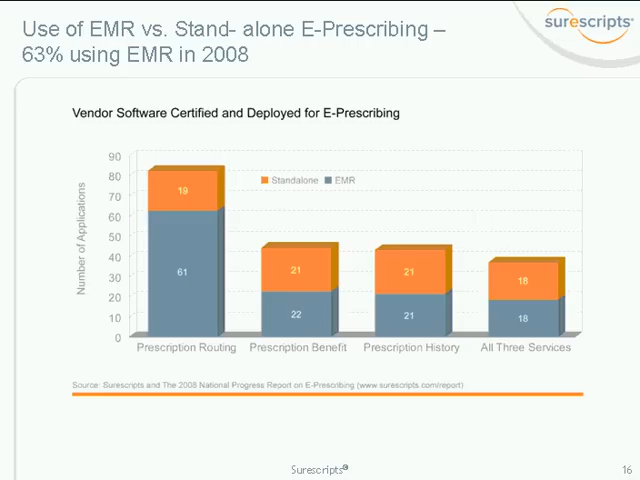 Use of EMR vs. Stand- alone E-Prescribing –
63% using EMR in 2008
surescripts
Vendor Software Certified and Deployed for E-Prescribing
Number of Applications
90
80
70
60
50
40
30
20
10
0
Standalone EMR
19
61
21
22
21
21
18
18
Prescription Routing Prescription Benefit Prescription History All Three Services
Source: Surescripts and The 2008 National Progress Report on E-Prescribing (www.surescripts.com/report)
Surescripts®
16